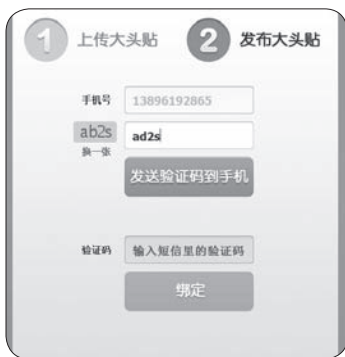 1 上传大头贴 2 发布大头贴
手机号 13896192865
ab2s ad2s
换一张
发送验证码到手机
验证码 输入短信里的验证码
绑定